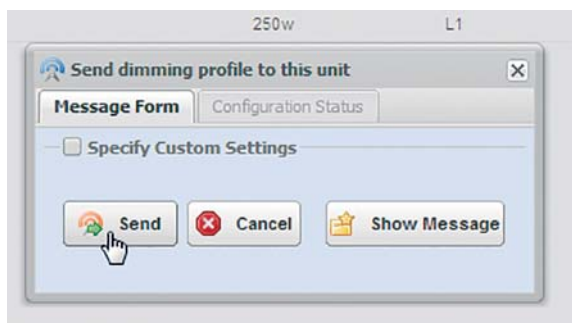 250w L1
Send dimming profile to this unit
Message Form Configuration Status
Specify Custom Settings
Send Cancel Show Message